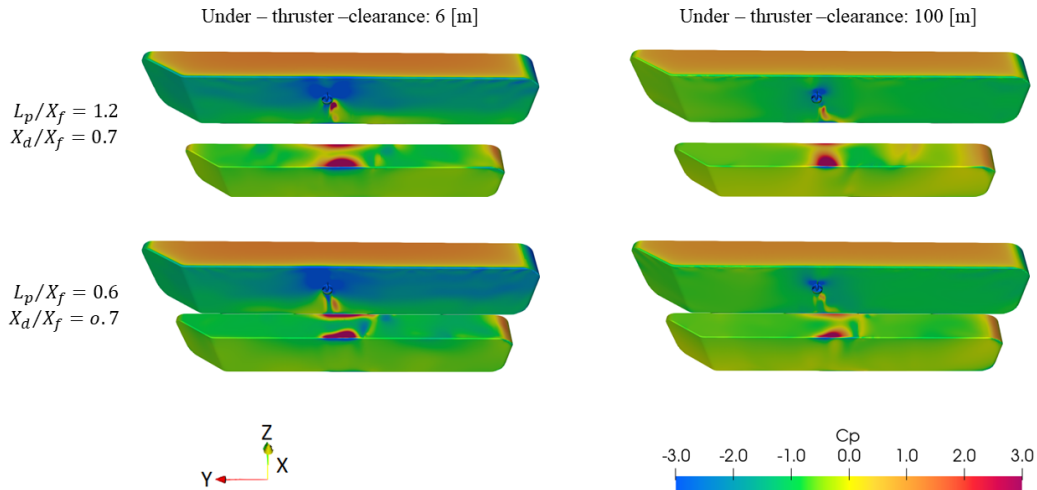 Under – thruster –clearance: 6 [m]
Under – thruster –clearance: 100 [m]
L_p/X_f = 1.2
X_d/X_f = 0.7
L_p/X_f = 0.6
X_d/X_f = o.7
Z
X
Y
Cp
-3.0 -2.0 -1.0 0.0 1.0 2.0 3.0